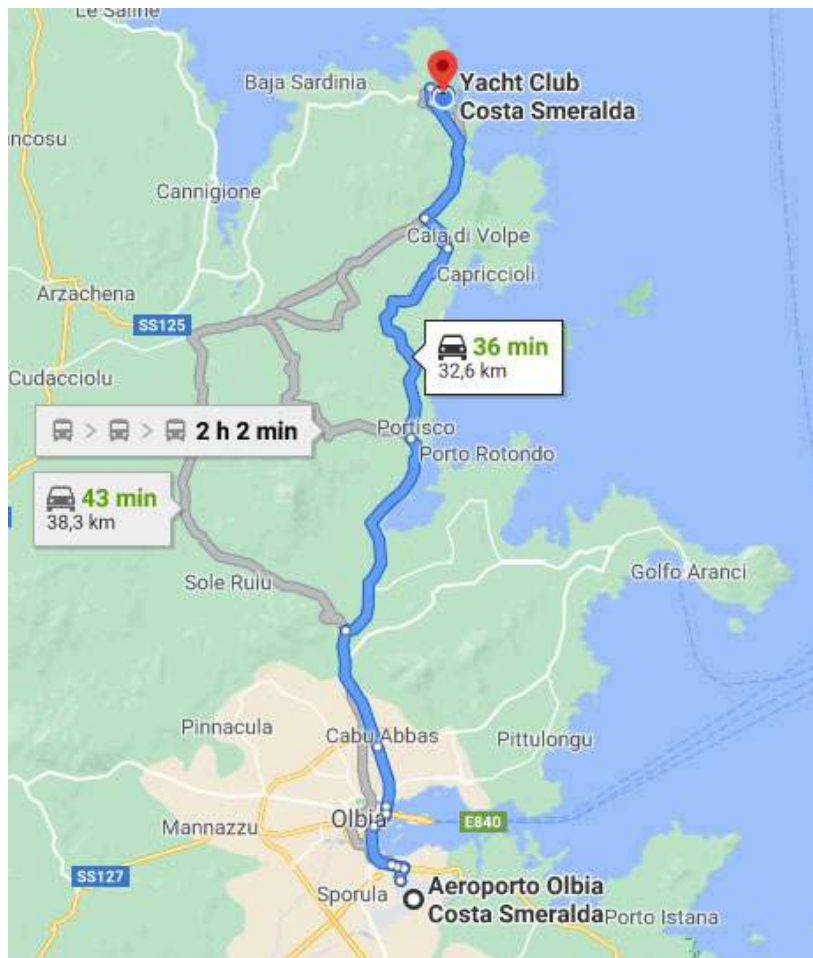 Le Saline
Baja Sardinia
Yacht Club
Costa Smeralda
Cannigione
Cala di Volpe
Capriccioli
Arzachena
SS125
36 min
32,6 km
Cudacciolu
> > 2 h 2 min
Portisco
Porto Rotondo
43 min
38,3 km
Sole Ruiu
Golfo Aranci
Pinnacula
Cabu Abbas
Pittulongu
Olbia
E840
Mannazzu
SS127
Sporula
Aeroporto Olbia
Costa Smeralda
Porto Istana